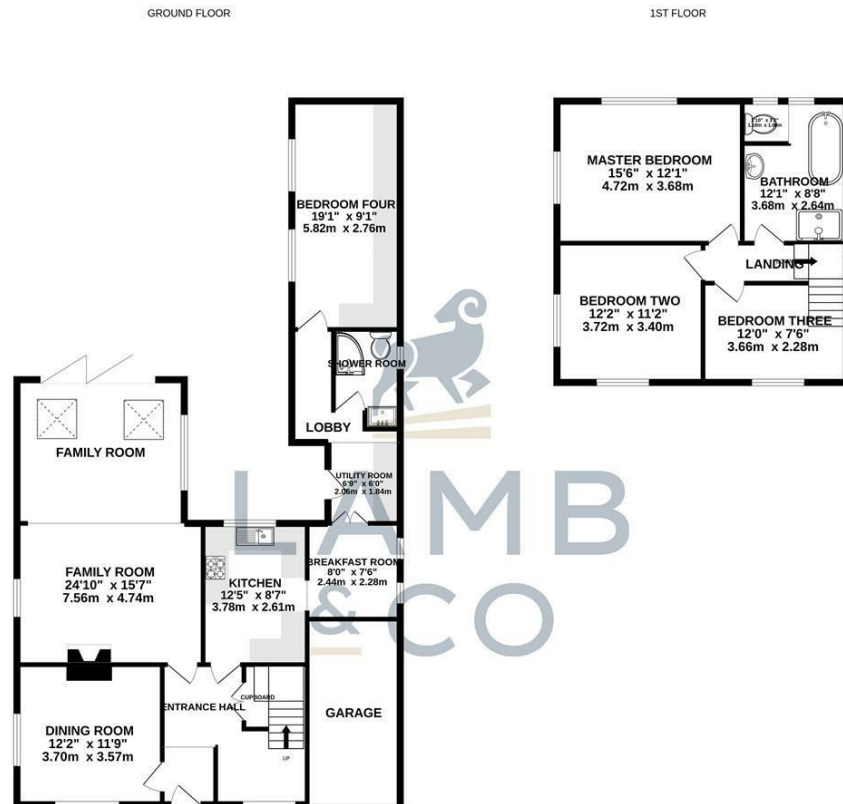 GROUND FLOOR
1ST FLOOR
BEDROOM FOUR
19'1" x 9'1"
5.82m x 2.76m
SHOWER ROOM
LOBBY
UTILITY ROOM
6'9" x 6'0"
2.06m x 1.84m
FAMILY ROOM
FAMILY ROOM
24'10" x 15'7"
7.56m x 4.74m
KITCHEN
12'5" x 8'7"
3.78m x 2.61m
BREAKFAST ROOM
8'0" x 7'6"
2.44m x 2.28m
DINING ROOM
12'2" x 11'9"
3.70m x 3.57m
ENTRANCE HALL
CUPBOARD
UP
GARAGE
MASTER BEDROOM
15'6" x 12'1"
4.72m x 3.68m
BATHROOM
12'1" x 8'8"
3.68m x 2.64m
LANDING
BEDROOM TWO
12'2" x 11'2"
3.72m x 3.40m
BEDROOM THREE
12'0" x 7'6"
3.66m x 2.28m
LAMB
& CO